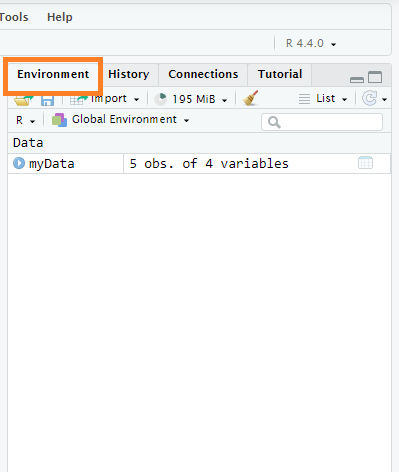 Tools Help
R 4.4.0
Environment History Connections Tutorial
Import 195 MiB List
R Global Environment
Data
myData 5 obs. of 4 variables